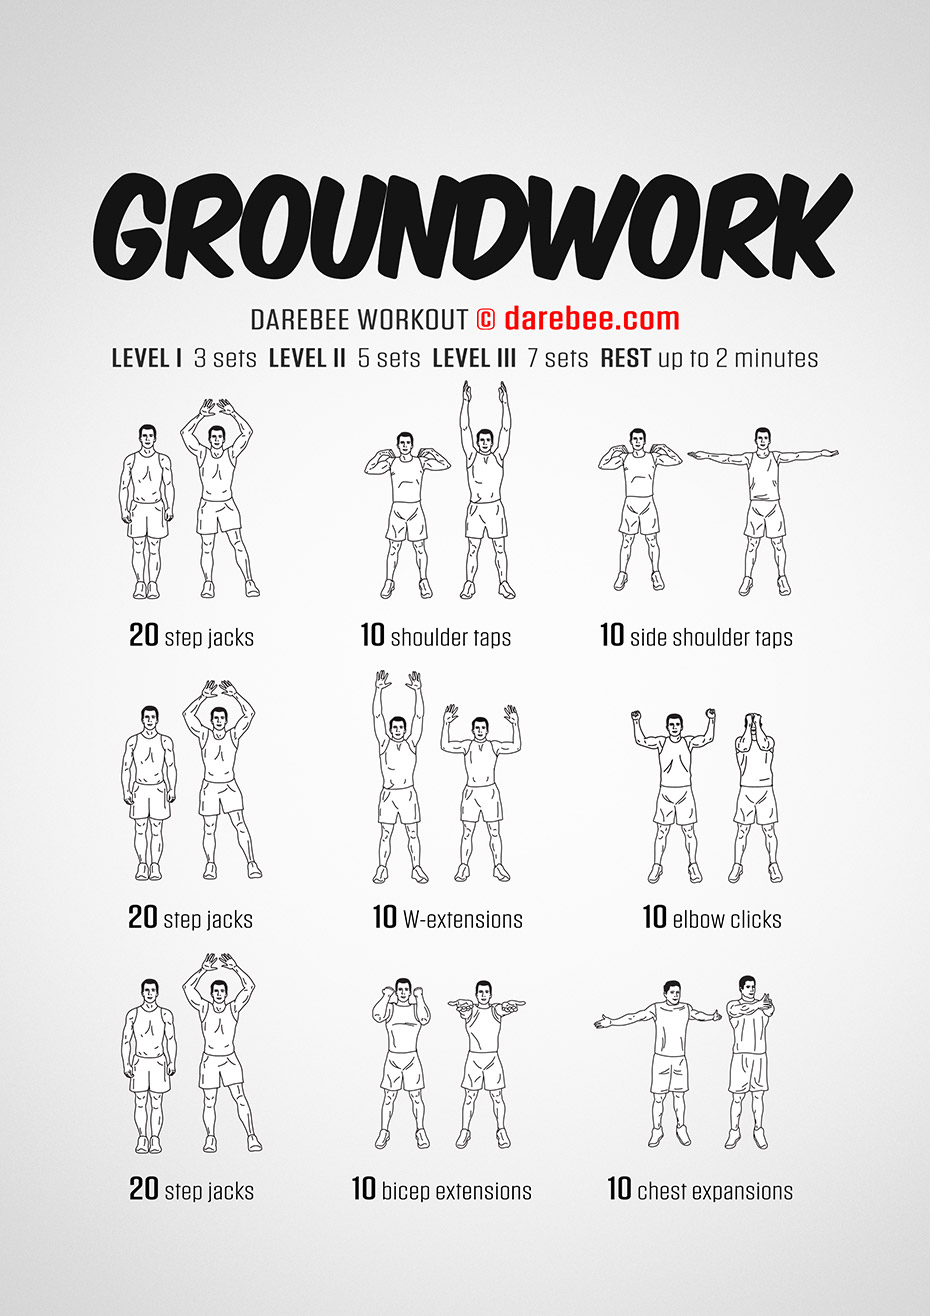 GROUNDWORK
DAREBEE WORKOUT © darebee.com
LEVEL I 3 sets LEVEL II 5 sets LEVEL III 7 sets REST up to 2 minutes
20 step jacks
10 shoulder taps
10 side shoulder taps
20 step jacks
10 W-extensions
10 elbow clicks
20 step jacks
10 bicep extensions
10 chest expansions